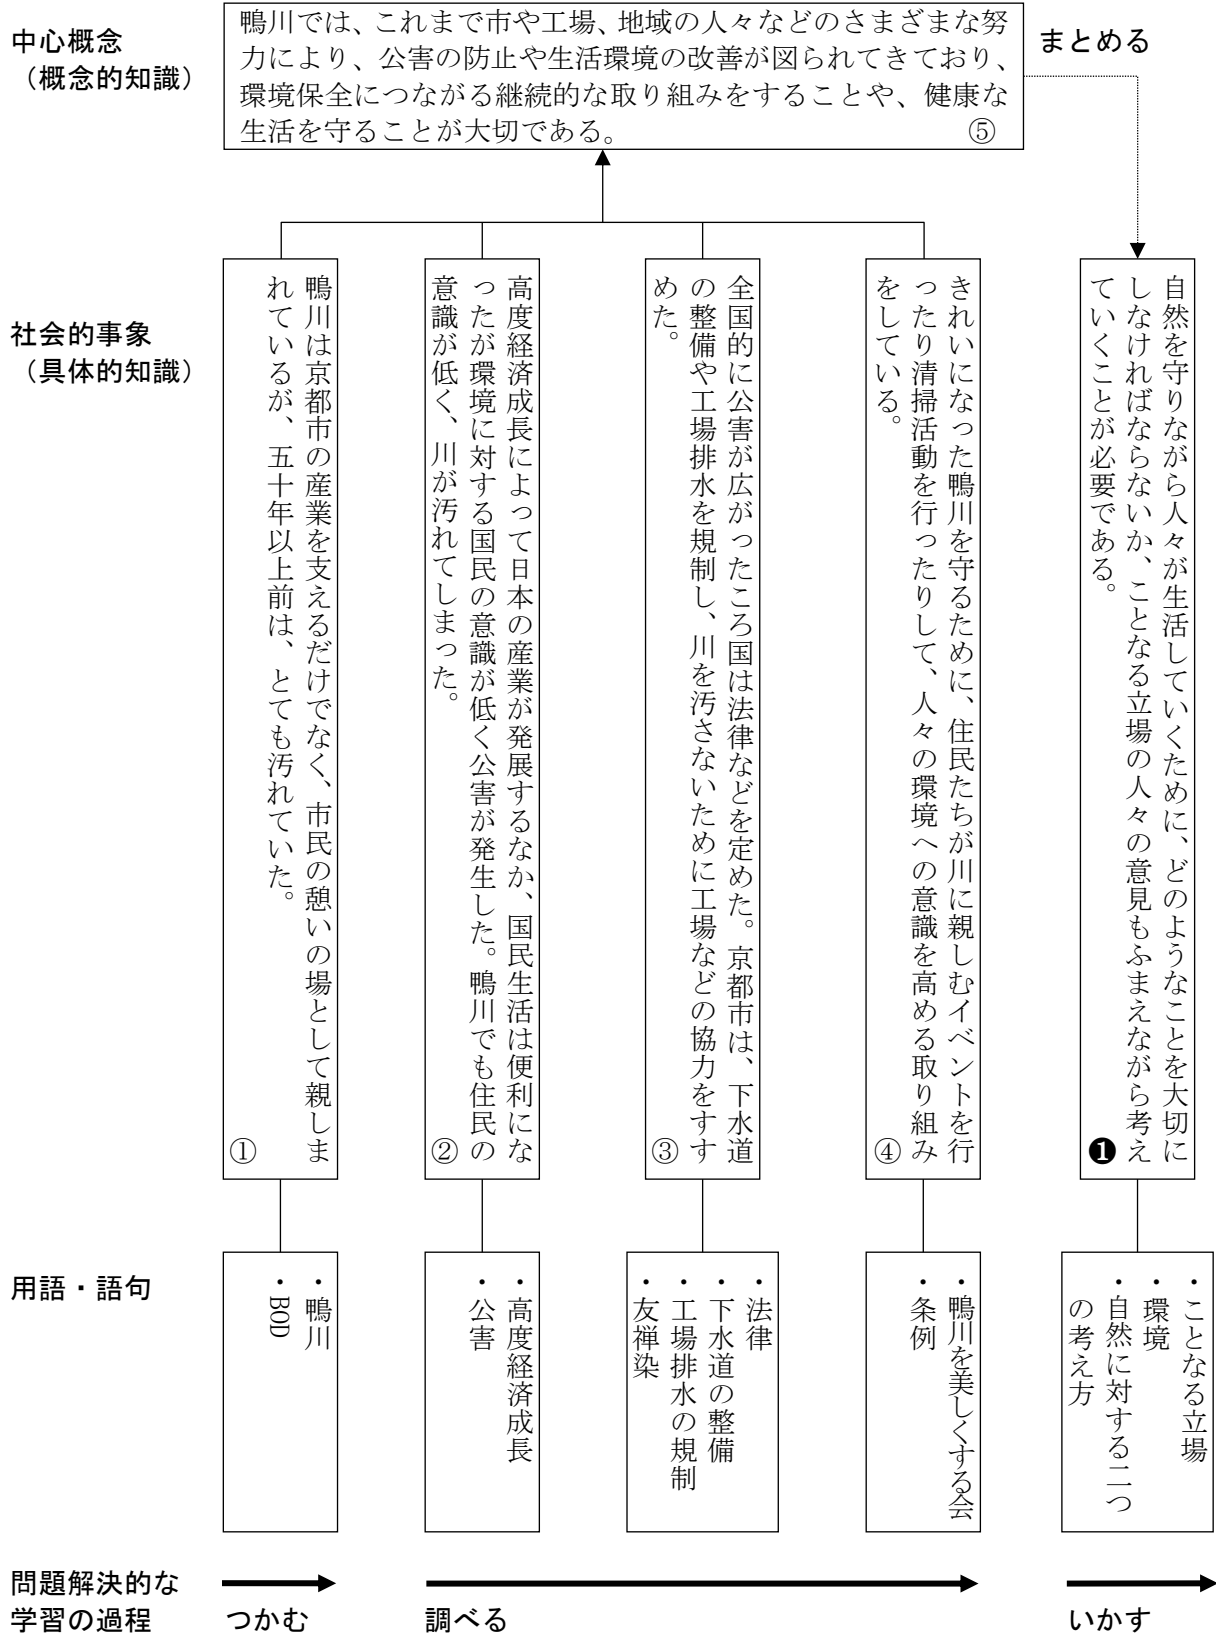 中心概念
（概念的知識）
鴨川では、これまで市や工場、地域の人々などのさまざまな努
力により、公害の防止や生活環境の改善が図られてきており、
環境保全につながる継続的な取り組みをすることや、健康な
生活を守ることが大切である。 ⑤
まとめる
社会的事象
（具体的知識）
鴨川は京都市の産業を支えるだけでなく、市民の憩いの場として親しま
れているが、五十年以上前は、とても汚れていた。
①
高度経済成長によって日本の産業が発展するなか、国民生活は便利にな
ったが環境に対する国民の意識が低く公害が発生した。鴨川でも住民の
意識が低く、川が汚れてしまった。 ②
全国的に公害が広がったころ国は法律などを定めた。京都市は、下水道
の整備や工場排水を規制し、川を汚さないために工場などの協力をすす
めた。 ③
きれいになった鴨川を守るために、住民たちが川に親しむイベントを行
ったり清掃活動を行ったりして、人々の環境への意識を高める取り組み
をしている。 ④
自然を守りながら人々が生活していくために、どのようなことを大切に
しなければならないか、ことなる立場の人々の意見もふまえながら考え
ていくことが必要である。 ❶
用語・語句
・鴨川
・BOD
・高度経済成長
・公害
・法律
・下水道の整備
・工場排水の規制
・友禅染
・鴨川を美しくする会
・条例
・ことなる立場
・環境
・自然に対する二つ
の考え方
問題解決的な
学習の過程
つかむ
調べる
いかす